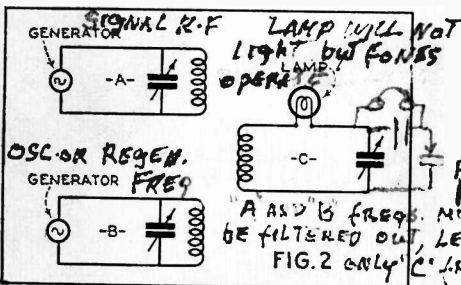 SIGNAL R.F
GENERATOR
-A-
LAMP WILL NOT
LIGHT BUT FONES
OPERATE
LAMP
-C-
OSC. OR REGEN.
FREQ
GENERATOR
-B-
"A AND B FREQS.
BE FILTERED OUT,
FIG. 2 ONLY "C"